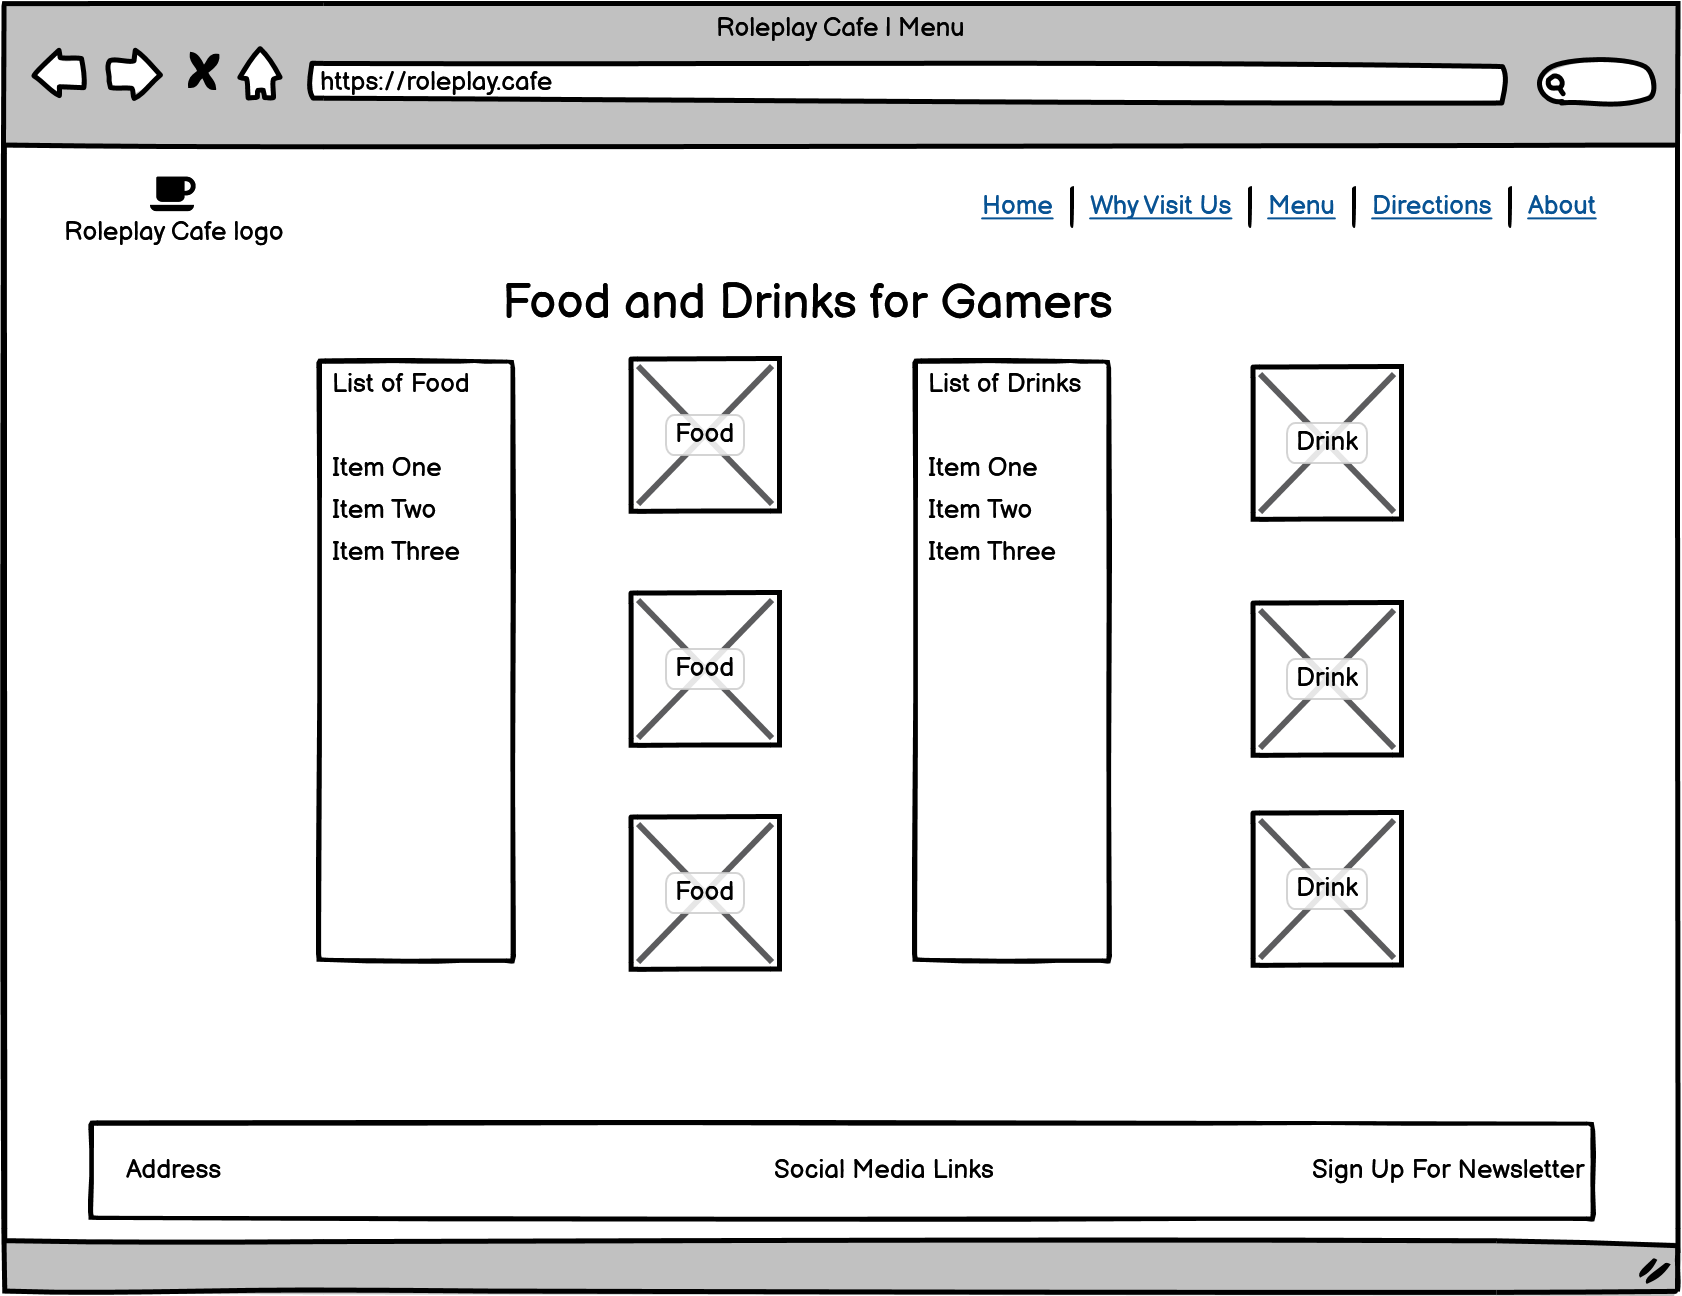 Roleplay Cafe | Menu
https://roleplay.cafe
Roleplay Cafe logo
Home | Why Visit Us | Menu | Directions | About
Food and Drinks for Gamers
List of Food
Item One
Item Two
Item Three
Food
Food
Food
List of Drinks
Item One
Item Two
Item Three
Drink
Drink
Drink
Address
Social Media Links
Sign Up For Newsletter